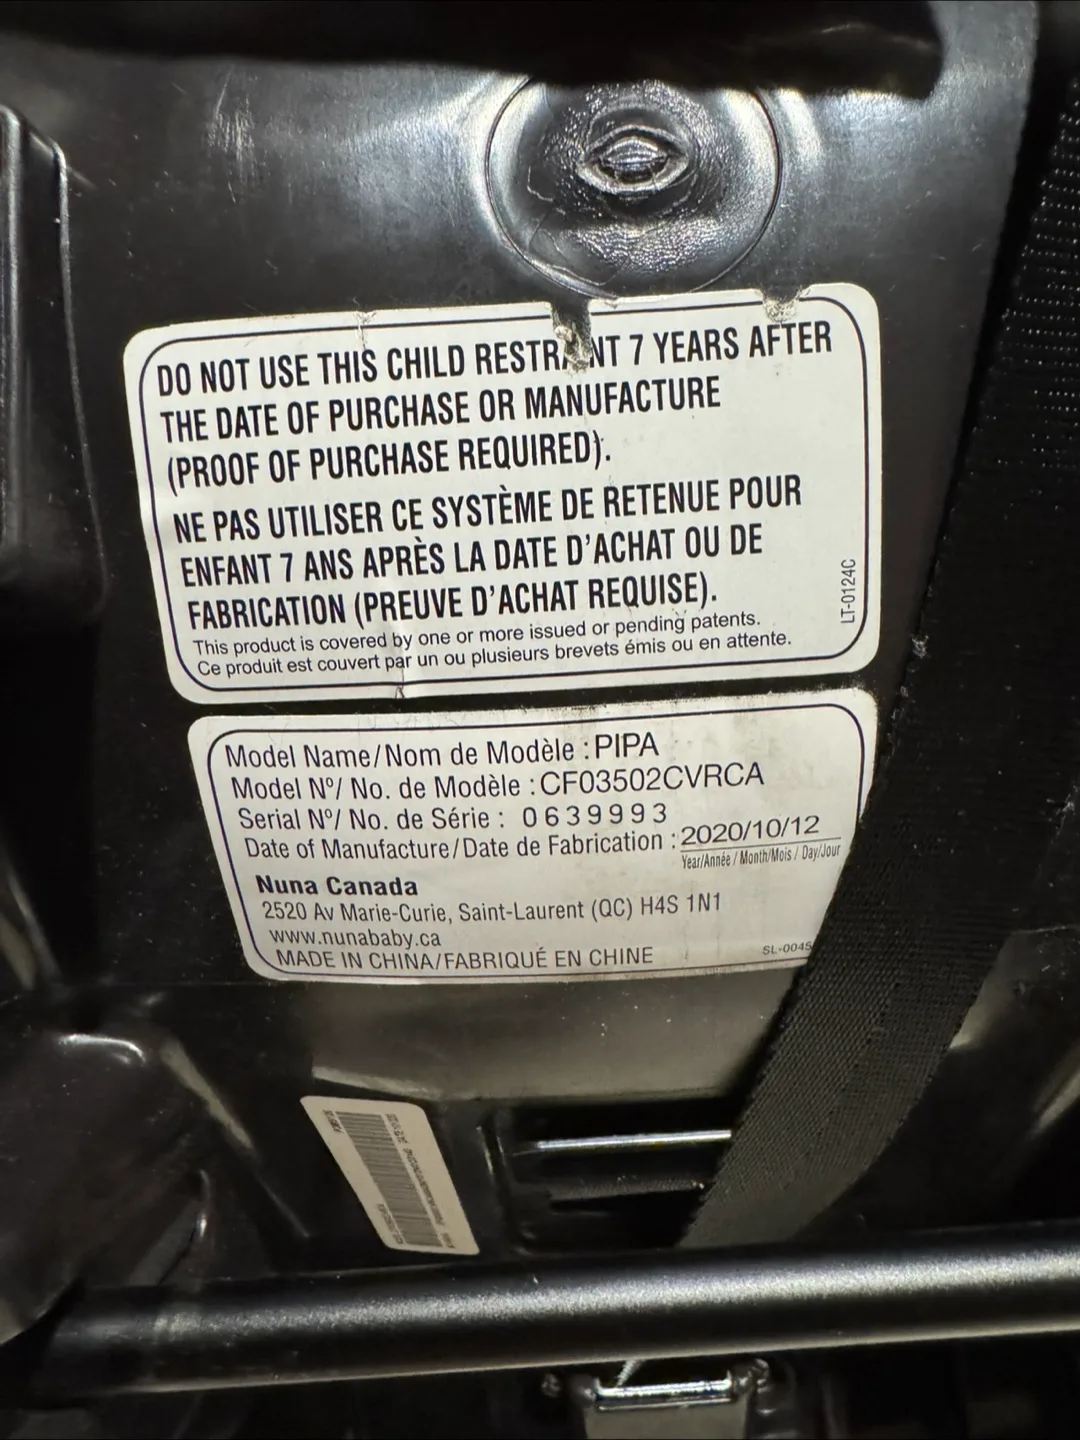 DO NOT USE THIS CHILD RESTRAINT 7 YEARS AFTER
THE DATE OF PURCHASE OR MANUFACTURE
(PROOF OF PURCHASE REQUIRED).
NE PAS UTILISER CE SYSTÈME DE RETENUE POUR
ENFANT 7 ANS APRÈS LA DATE D'ACHAT OU DE
FABRICATION (PREUVE D'ACHAT REQUISE).
This product is covered by one or more issued or pending patents.
Ce produit est couvert par un ou plusieurs brevets émis ou en attente.
LT-0124C
Model Name/Nom de Modèle : PIPA
Model Nº/ No. de Modèle : CF03502CVRCA
Serial Nº/ No. de Série : 0639993
Date of Manufacture/Date de Fabrication : 2020/10/12
Year/Année / Month/Mois / Day/Jour
Nuna Canada
2520 Av Marie-Curie, Saint-Laurent (QC) H4S 1N1
www.nunababy.ca
MADE IN CHINA/FABRIQUÉ EN CHINE
SL-0045